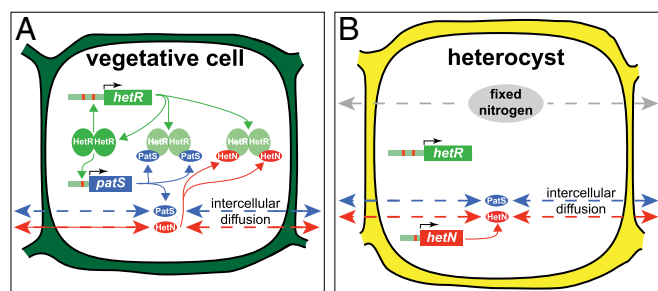 A
vegetative cell
hetR
HetR HetR
HetR HetR
HetR HetR
PatS PatS
HetN HetN
patS
PatS
HetN
intercellular
diffusion
B
heterocyst
fixed
nitrogen
hetR
PatS
HetN
intercellular
diffusion
hetN